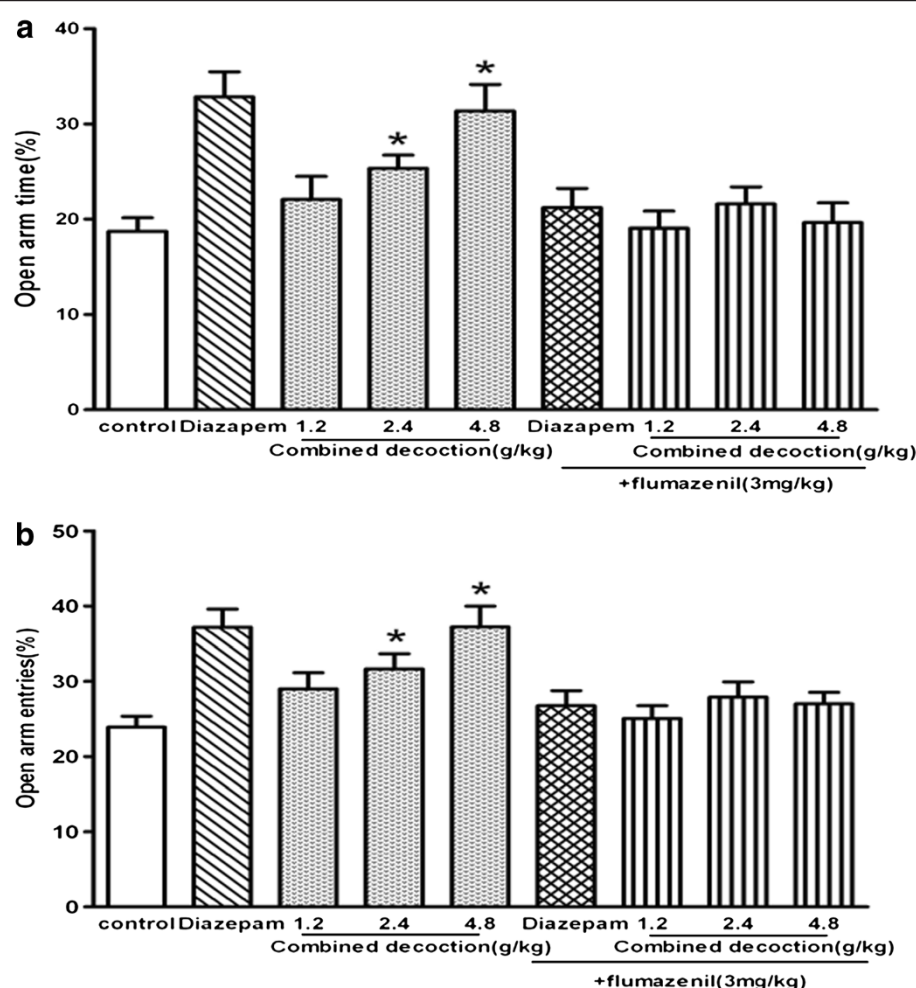 a
Open arm time(%)
40
30
20
10
0
control Diazapem 1.2 2.4 4.8 Diazapem 1.2 2.4 4.8
Combined decoction(g/kg) Combined decoction(g/kg)
+flumazenil(3mg/kg)
* *
b
Open arm entries(%)
50
40
30
20
10
0
control Diazepam 1.2 2.4 4.8 Diazepam 1.2 2.4 4.8
Combined decoction(g/kg) Combined decoction(g/kg)
+flumazenil(3mg/kg)
* *